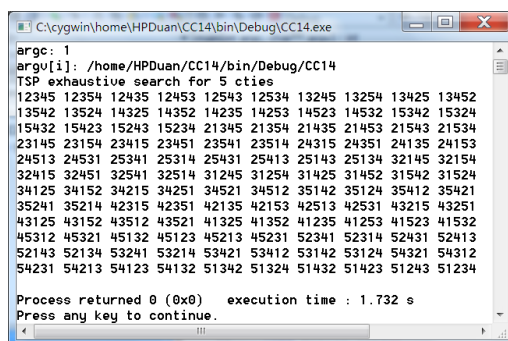 C:\cygwin\home\HPDuan\CC14\bin\Debug\CC14.exe
argc: 1
argv[i]: /home/HPDuan/CC14/bin/Debug/CC14
TSP exhaustive search for 5 cties
12345 12354 12435 12453 12543 12534 13245 13254 13425 13452
13542 13524 14325 14352 14235 14253 14523 14532 15342 15324
15432 15423 15243 15234 21345 21354 21435 21453 21543 21534
23145 23154 23415 23451 23541 23514 24315 24351 24135 24153
24513 24531 25341 25314 25431 25413 25143 25134 32145 32154
32415 32451 32541 32514 31245 31254 31425 31452 31542 31524
34125 34152 34215 34251 34521 34512 35142 35124 35412 35421
35241 35214 42315 42351 42135 42153 42513 42531 43215 43251
43125 43152 43512 43521 41325 41352 41235 41253 41523 41532
45312 45321 45132 45123 45213 45231 52341 52314 52431 52413
52143 52134 53241 53214 53421 53412 53142 53124 54321 54312
54231 54213 54123 54132 51342 51324 51432 51423 51243 51234
Process returned 0 (0x0) execution time : 1.732 s
Press any key to continue.